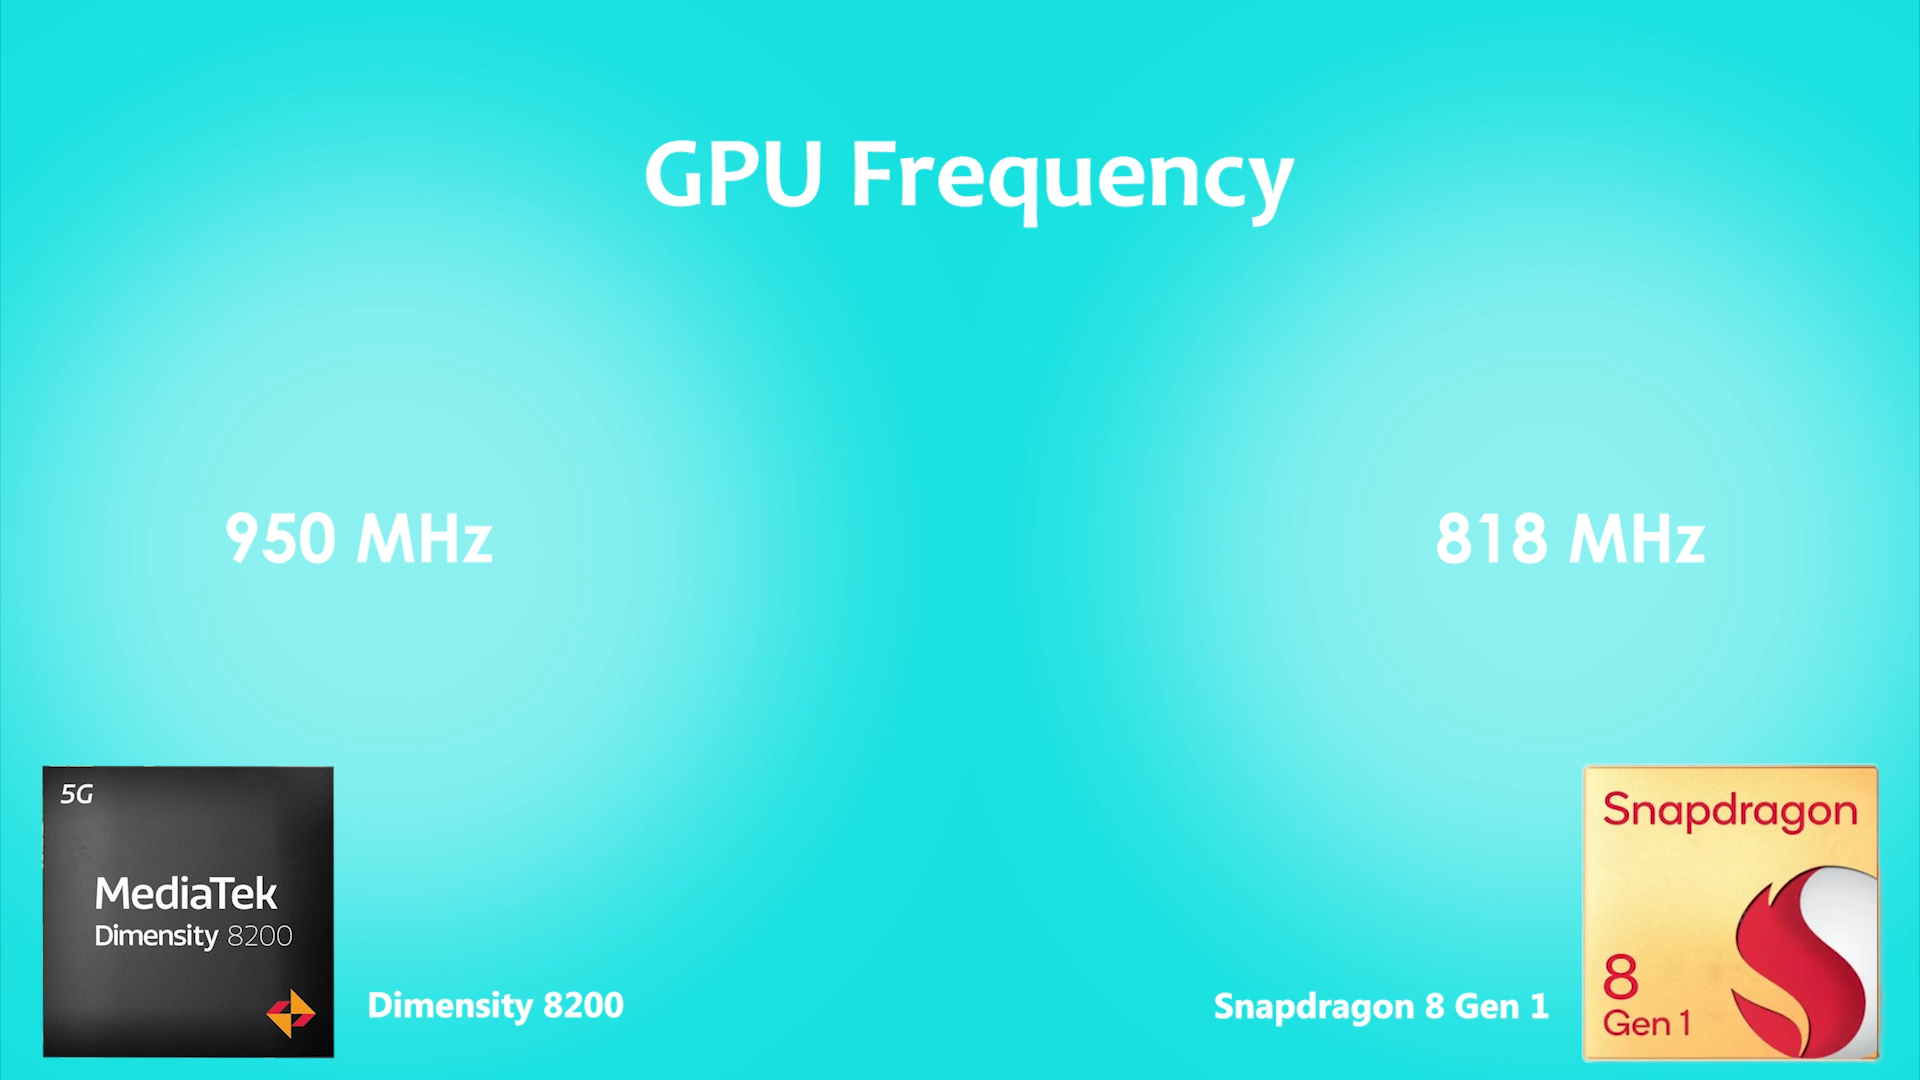 GPU Frequency
950 MHz
818 MHz
5G
MediaTek
Dimensity 8200
Dimensity 8200
Snapdragon 8 Gen 1
Snapdragon
8
Gen 1